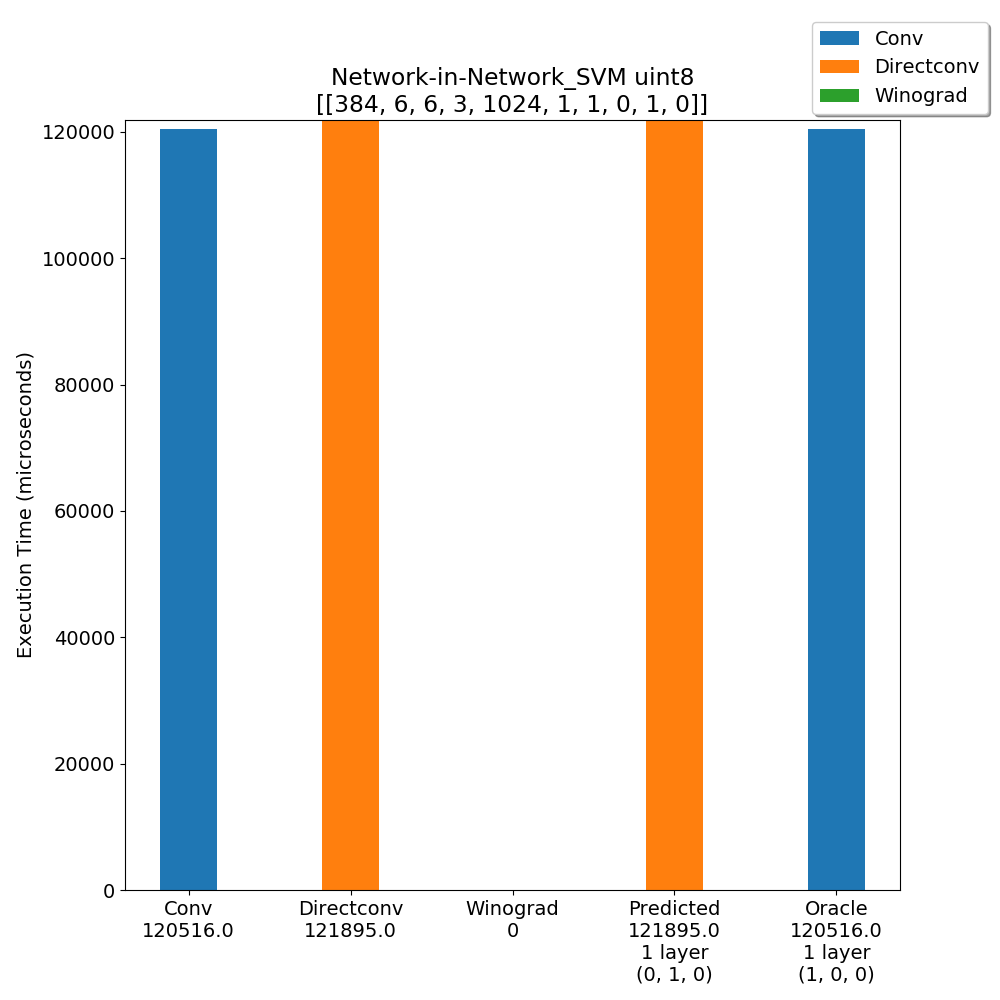 Conv
Directconv
Winograd
Network-in-Network_SVM uint8
[[384, 6, 6, 3, 1024, 1, 1, 0, 1, 0]]
Execution Time (microseconds)
120000
100000
80000
60000
40000
20000
0
Conv
120516.0
Directconv
121895.0
Winograd
0
Predicted
121895.0
1 layer
(0, 1, 0)
Oracle
120516.0
1 layer
(1, 0, 0)